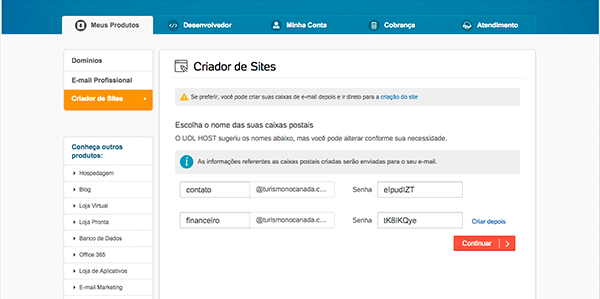 Meus Produtos
Desenvolvedor
Minha Conta
Cobrança
Atendimento
Domínios
E-mail Profissional
Criador de Sites
Conheça outros
produtos:
Hospedagem
Blog
Loja Virtual
Loja Pronta
Banco de Dados
Office 365
Loja de Aplicativos
E-mail Marketing
Criador de Sites
Se preferir, você pode criar suas caixas de e-mail depois e ir direto para a criação do site
Escolha o nome das suas caixas postais
O UOL HOST sugeriu os nomes abaixo, mas você pode alterar conforme sua necessidade.
As informações referentes as caixas postais criadas serão enviadas para o seu e-mail.
contato @turismonocanada.c... Senha
financeiro @turismonocanada.c... Senha tK8IKQye Criar depois
Continuar